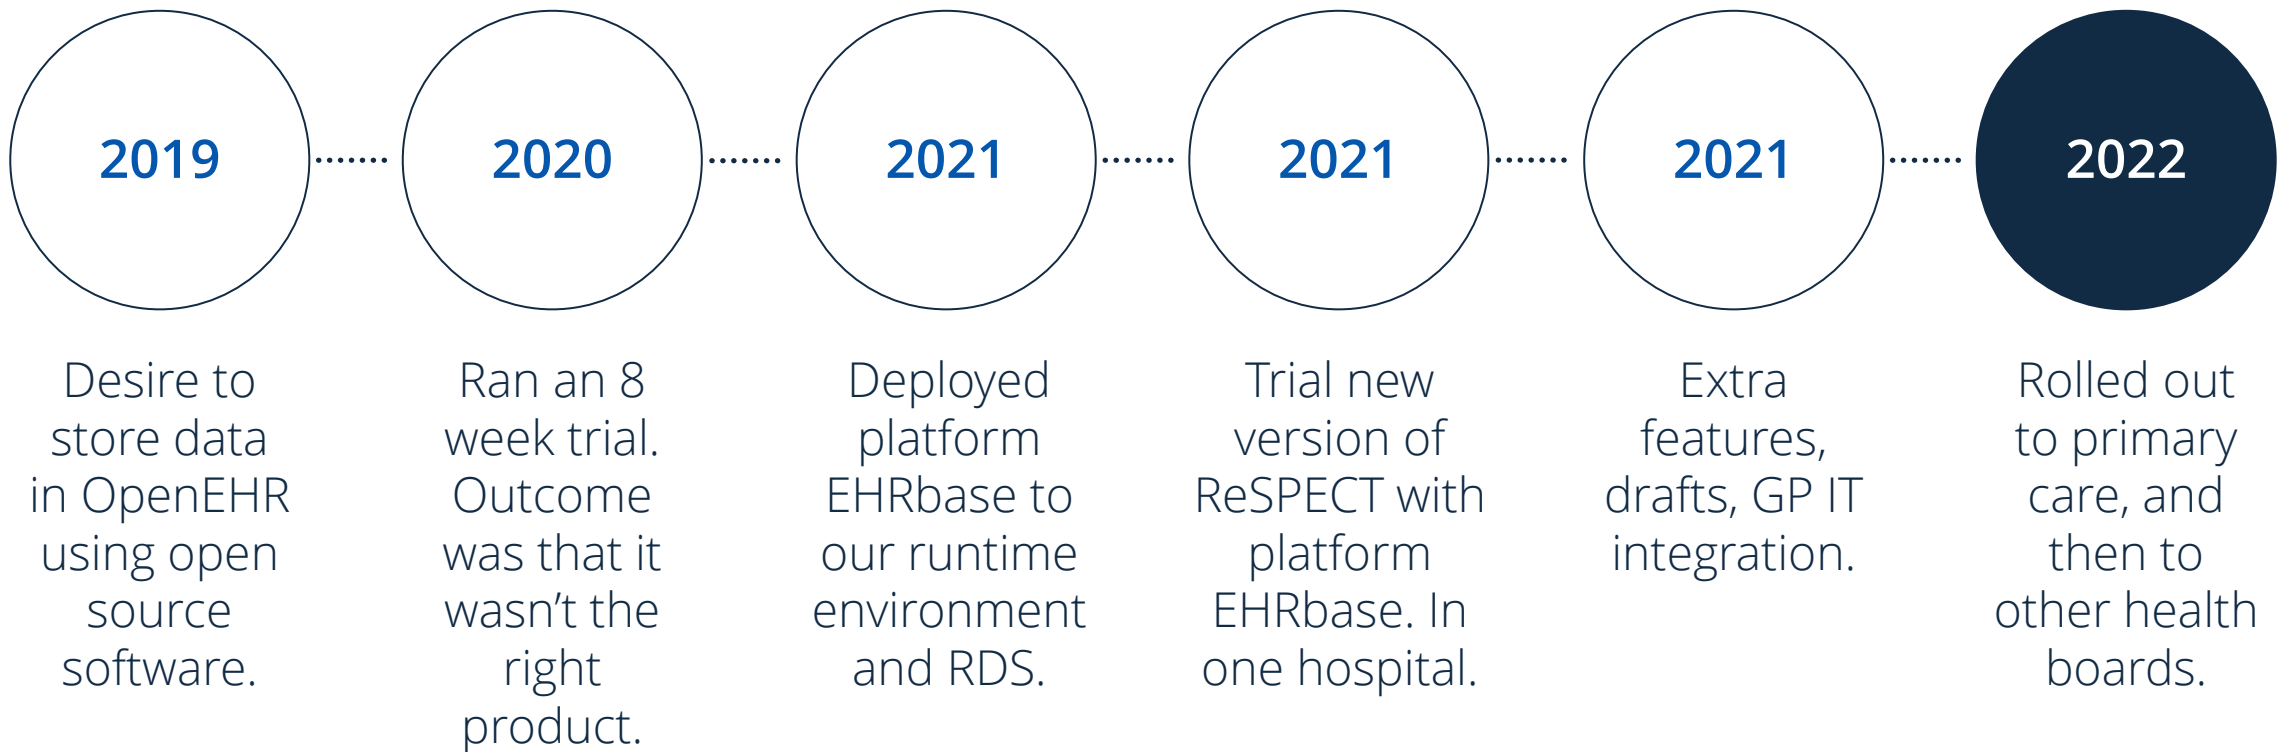 2019
Desire to
store data
in OpenEHR
using open
source
software.
2020
Ran an 8
week trial.
Outcome
was that it
wasn’t the
right
product.
2021
Deployed
platform
EHRbase to
our runtime
environment
and RDS.
2021
Trial new
version of
ReSPECT with
platform
EHRbase. In
one hospital.
2021
Extra
features,
drafts, GP IT
integration.
2022
Rolled out
to primary
care, and
then to
other health
boards.